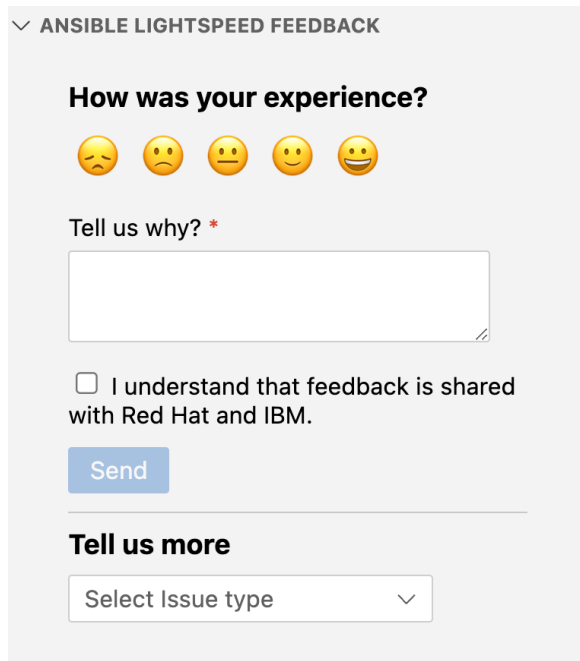 ANSIBLE LIGHTSPEED FEEDBACK
How was your experience?
Tell us why? *
I understand that feedback is shared
with Red Hat and IBM.
Send
Tell us more
Select Issue type